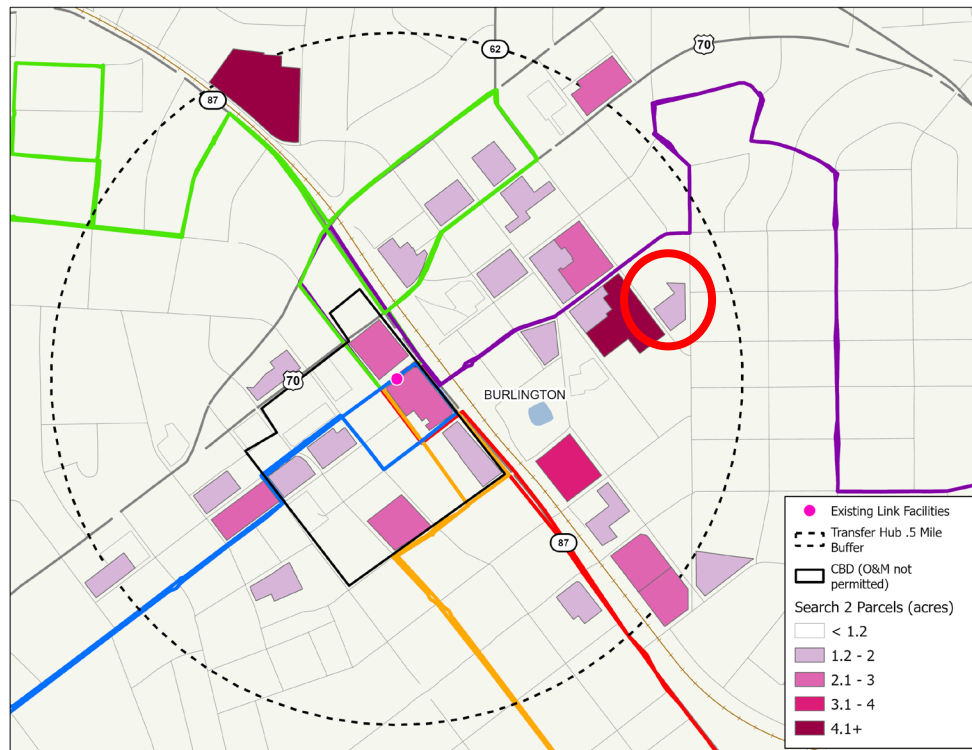 62
70
87
70
BURLINGTON
87
Existing Link Facilities
Transfer Hub .5 Mile
Buffer
CBD (O&M not
permitted)
Search 2 Parcels (acres)
< 1.2
1.2 - 2
2.1 - 3
3.1 - 4
4.1+